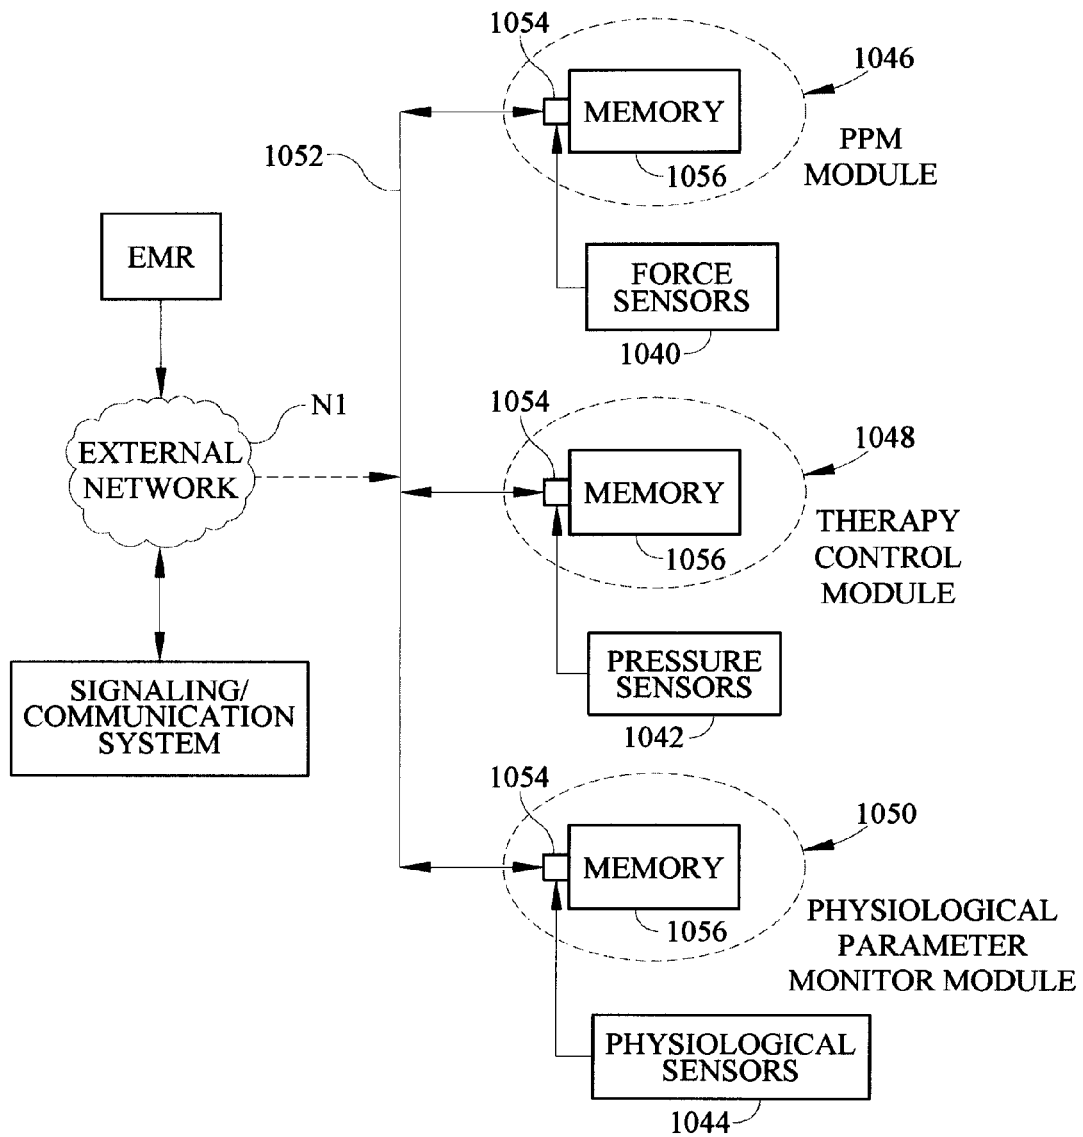 1054
1046
MEMORY
PPM
MODULE
1052
1056
EMR
FORCE
SENSORS
1040
N1
1054
EXTERNAL
NETWORK
1048
MEMORY
THERAPY
CONTROL
MODULE
1056
SIGNALING/
COMMUNICATION
SYSTEM
PRESSURE
SENSORS
1042
1054
1050
MEMORY
1056
PHYSIOLOGICAL
PARAMETER
MONITOR MODULE
PHYSIOLOGICAL
SENSORS
1044